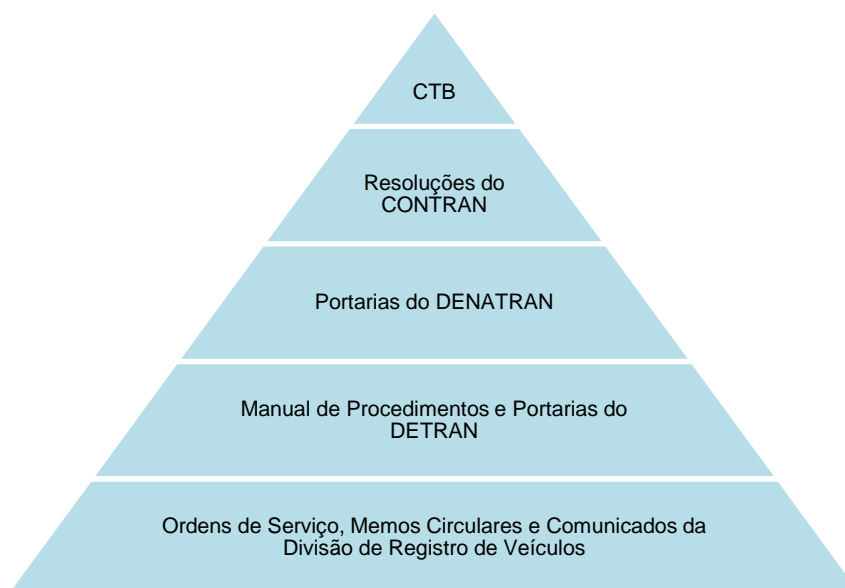 CTB
Resoluções do
CONTRAN
Portarias do DENATRAN
Manual de Procedimentos e Portarias do
DETRAN
Ordens de Serviço, Memos Circulares e Comunicados da
Divisão de Registro de Veículos